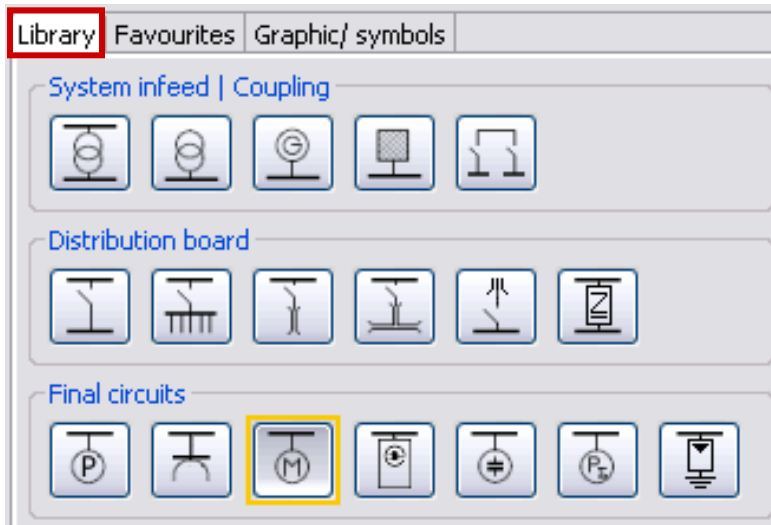 Library Favourites Graphic/ symbols
System infeed | Coupling
G
Distribution board
Z
Final circuits
P M P